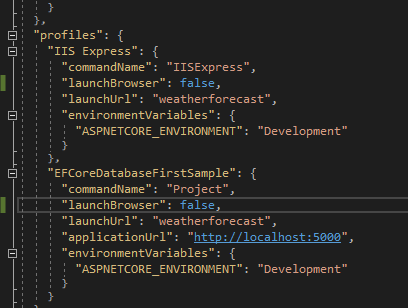 }
},
"profiles": {
"IIS Express": {
"commandName": "IISExpress",
"launchBrowser": false,
"launchUrl": "weatherforecast",
"environmentVariables": {
"ASPNETCORE_ENVIRONMENT": "Development"
}
},
"EFCoreDatabaseFirstSample": {
"commandName": "Project",
"launchBrowser": false,
"launchUrl": "weatherforecast",
"applicationUrl": "http://localhost:5000",
"environmentVariables": {
"ASPNETCORE_ENVIRONMENT": "Development"
}
}
}